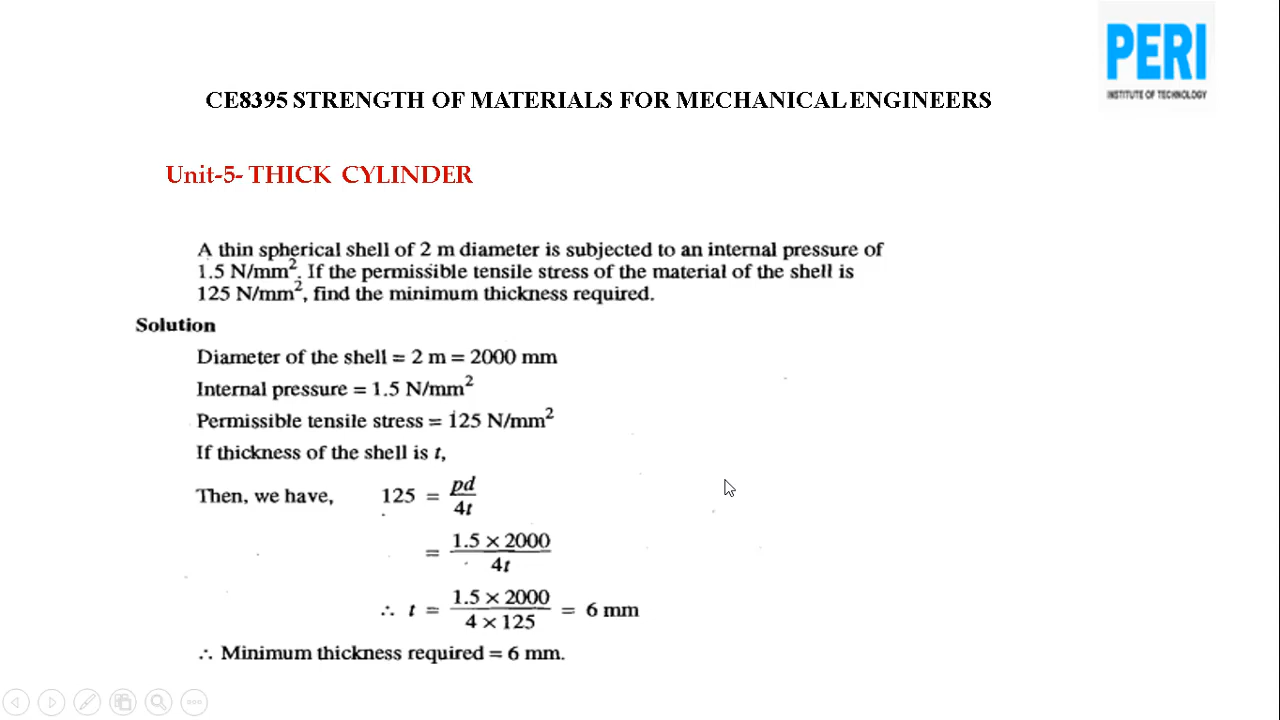 PERI
INSTITUTE OF TECHNOLOGY
CE8395 STRENGTH OF MATERIALS FOR MECHANICAL ENGINEERS
Unit-5- THICK CYLINDER
A thin spherical shell of 2 m diameter is subjected to an internal pressure of
1.5 N/mm². If the permissible tensile stress of the material of the shell is
125 N/mm², find the minimum thickness required.
Solution
Diameter of the shell = 2 m = 2000 mm
Internal pressure = 1.5 N/mm²
Permissible tensile stress = 125 N/mm²
If thickness of the shell is t,
Then, we have, 125 = pd / 4t
= 1.5 × 2000 / 4t
∴ t = 1.5 × 2000 / 4 × 125 = 6 mm
∴ Minimum thickness required = 6 mm.